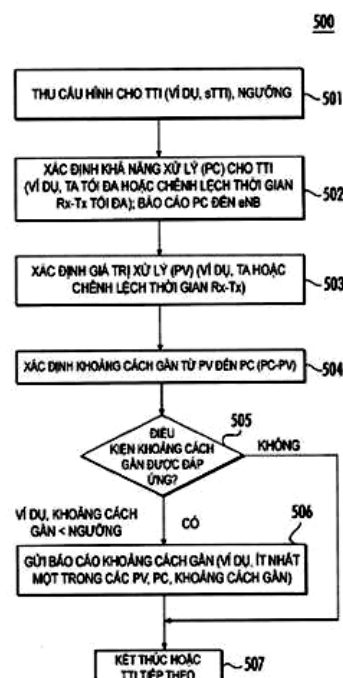 500
THU CẤU HÌNH CHO TTI (VÍ DỤ, sTTI), NGƯỠNG
501
XÁC ĐỊNH KHẢ NĂNG XỬ LÝ (PC) CHO TTI
(VÍ DỤ, TA TỐI ĐA HOẶC CHÊNH LỆCH THỜI GIAN
Rx-Tx TỐI ĐA); BÁO CÁO PC ĐẾN eNB
502
XÁC ĐỊNH GIÁ TRỊ XỬ LÝ (PV) (VÍ DỤ, TA HOẶC
CHÊNH LỆCH THỜI GIAN Rx-Tx)
503
XÁC ĐỊNH KHOẢNG CÁCH GẦN TỪ PV ĐẾN PC (PC-PV)
504
505
ĐIỀU
KIỆN KHOẢNG CÁCH
GẦN ĐƯỢC ĐÁP
ỨNG?
KHÔNG
VÍ DỤ, KHOẢNG CÁCH
GẦN < NGƯỠNG
CÓ
506
GỬI BÁO CÁO KHOẢNG CÁCH GẦN (VÍ DỤ, ÍT NHẤT
MỘT TRONG CÁC PV, PC, KHOẢNG CÁCH GẦN)
KẾT THÚC HOẶC
TTI TIẾP THEO
507